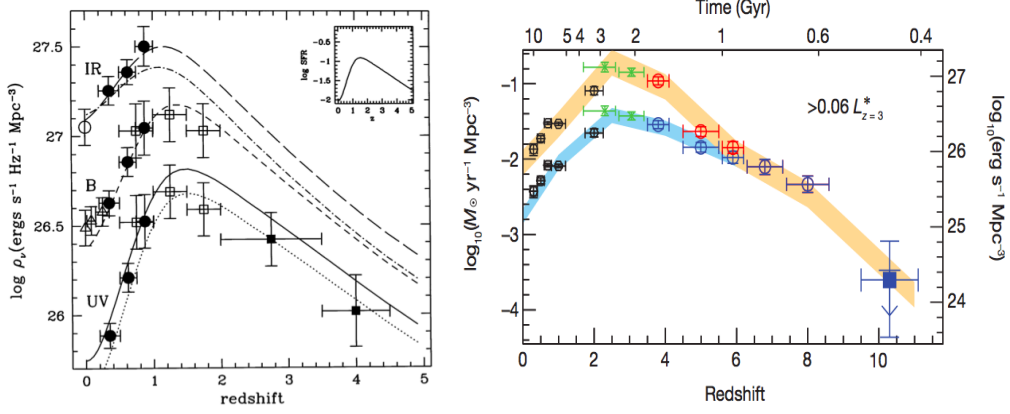 27.5
27
26.5
26
IR
B
UV
log ρν(ergs s⁻¹ Hz⁻¹ Mpc⁻³)
0 1 2 3 4 5
redshift
log SFR
−0.5
−1
−1.5
−2
0 1 2 3 4 5
z
Time (Gyr)
10 5 4 3 2 1 0.6 0.4
−1
−2
−3
−4
log₁₀(M☉ yr⁻¹ Mpc⁻³)
>0.06 L*z=3
27
26
25
24
log₁₀(erg s⁻¹ Mpc⁻³)
0 2 4 6 8 10
Redshift